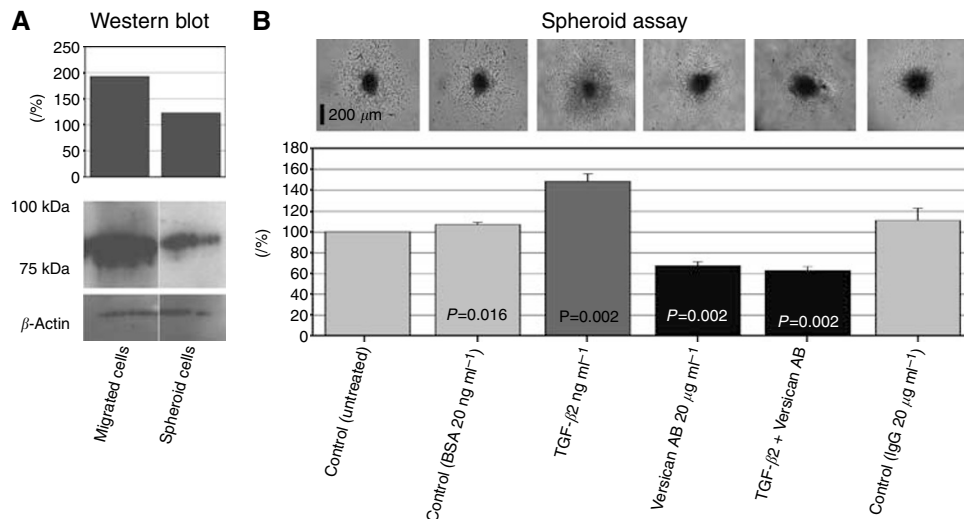 A
Western blot
250
200
150
100
50
0
(/%)
100 kDa
75 kDa
β-Actin
Migrated cells
Spheroid cells
B
Spheroid assay
200 μm
180
160
140
120
100
80
60
40
20
0
(/%)
P=0.016
P=0.002
P=0.002
P=0.002
Control (untreated)
Control (BSA 20 ng ml⁻¹)
TGF-β2 ng ml⁻¹
Versican AB 20 μg ml⁻¹
TGF-β2 + Versican AB
Control (IgG 20 μg ml⁻¹)